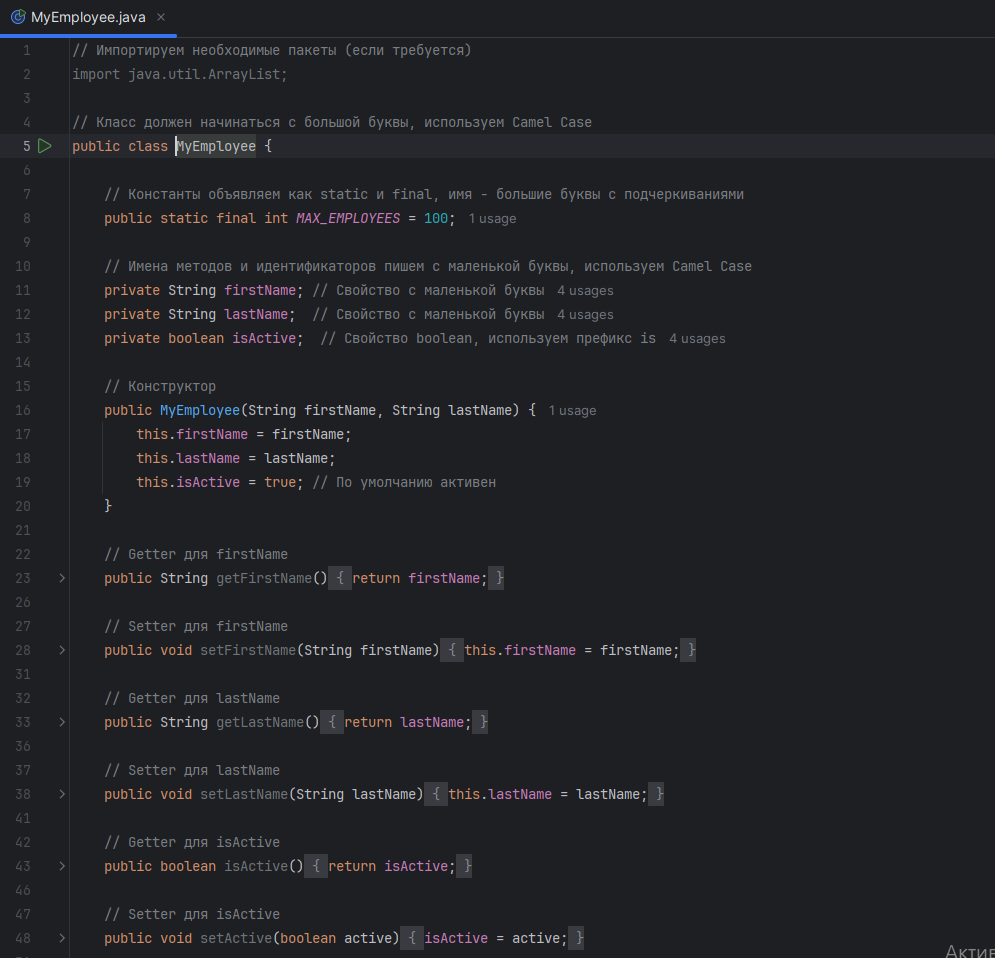 MyEmployee.java
1 // Импортируем необходимые пакеты (если требуется)
2 import java.util.ArrayList;
3
4 // Класс должен начинаться с большой буквы, используем Camel Case
5 public class MyEmployee {
6
7 // Константы объявляем как static и final, имя - большие буквы с подчеркиваниями
8 public static final int MAX_EMPLOYEES = 100; 1 usage
9
10 // Имена методов и идентификаторов пишем с маленькой буквы, используем Camel Case
11 private String firstName; // Свойство с маленькой буквы 4 usages
12 private String lastName; // Свойство с маленькой буквы 4 usages
13 private boolean isActive; // Свойство boolean, используем префикс is 4 usages
14
15 // Конструктор
16 public MyEmployee(String firstName, String lastName) { 1 usage
17 this.firstName = firstName;
18 this.lastName = lastName;
19 this.isActive = true; // По умолчанию активен
20 }
21
22 // Getter для firstName
23 public String getFirstName() { return firstName; }
26
27 // Setter для firstName
28 public void setFirstName(String firstName) { this.firstName = firstName; }
31
32 // Getter для lastName
33 public String getLastName() { return lastName; }
36
37 // Setter для lastName
38 public void setLastName(String lastName) { this.lastName = lastName; }
41
42 // Getter для isActive
43 public boolean isActive() { return isActive; }
46
47 // Setter для isActive
48 public void setActive(boolean active) { isActive = active; }